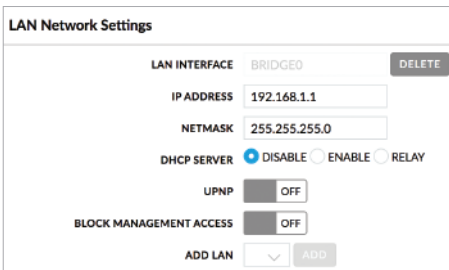 LAN Network Settings
LAN INTERFACE BRIDGE0 DELETE
IP ADDRESS 192.168.1.1
NETMASK 255.255.255.0
DHCP SERVER DISABLE ENABLE RELAY
UPNP OFF
BLOCK MANAGEMENT ACCESS OFF
ADD LAN ADD